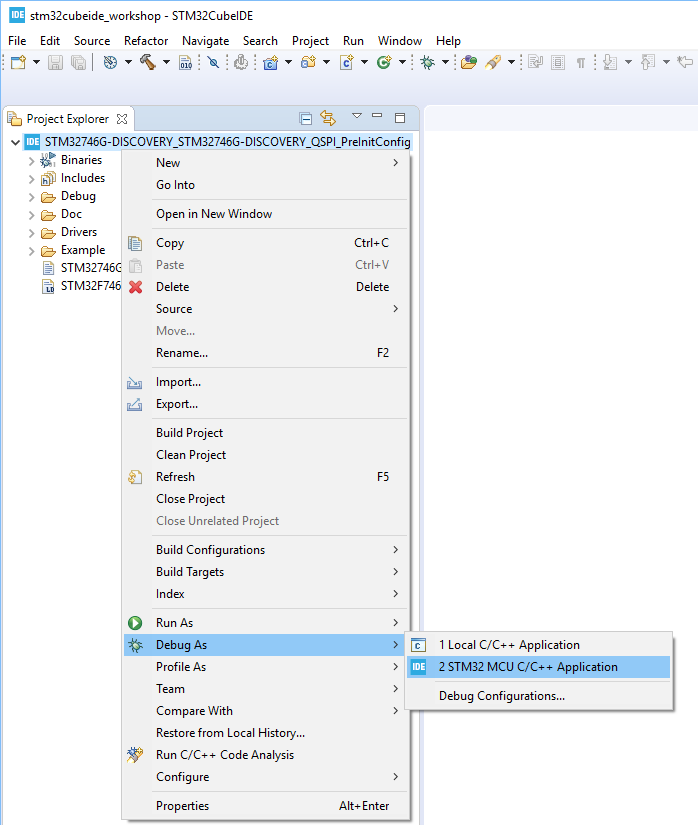 IDE stm32cubeide_workshop - STM32CubeIDE
File Edit Source Refactor Navigate Search Project Run Window Help
010
Project Explorer
IDE STM32746G-DISCOVERY_STM32746G-DISCOVERY_QSPI_PreInitConfig
Binaries
Includes
Debug
Doc
Drivers
Example
STM32746G
STM32F746
New
Go Into
Open in New Window
Copy Ctrl+C
Paste Ctrl+V
Delete Delete
Source
Move...
Rename... F2
Import...
Export...
Build Project
Clean Project
Refresh F5
Close Project
Close Unrelated Project
Build Configurations
Build Targets
Index
Run As
Debug As
Profile As
Team
Compare With
Restore from Local History...
Run C/C++ Code Analysis
Configure
Properties Alt+Enter
1 Local C/C++ Application
IDE 2 STM32 MCU C/C++ Application
Debug Configurations...